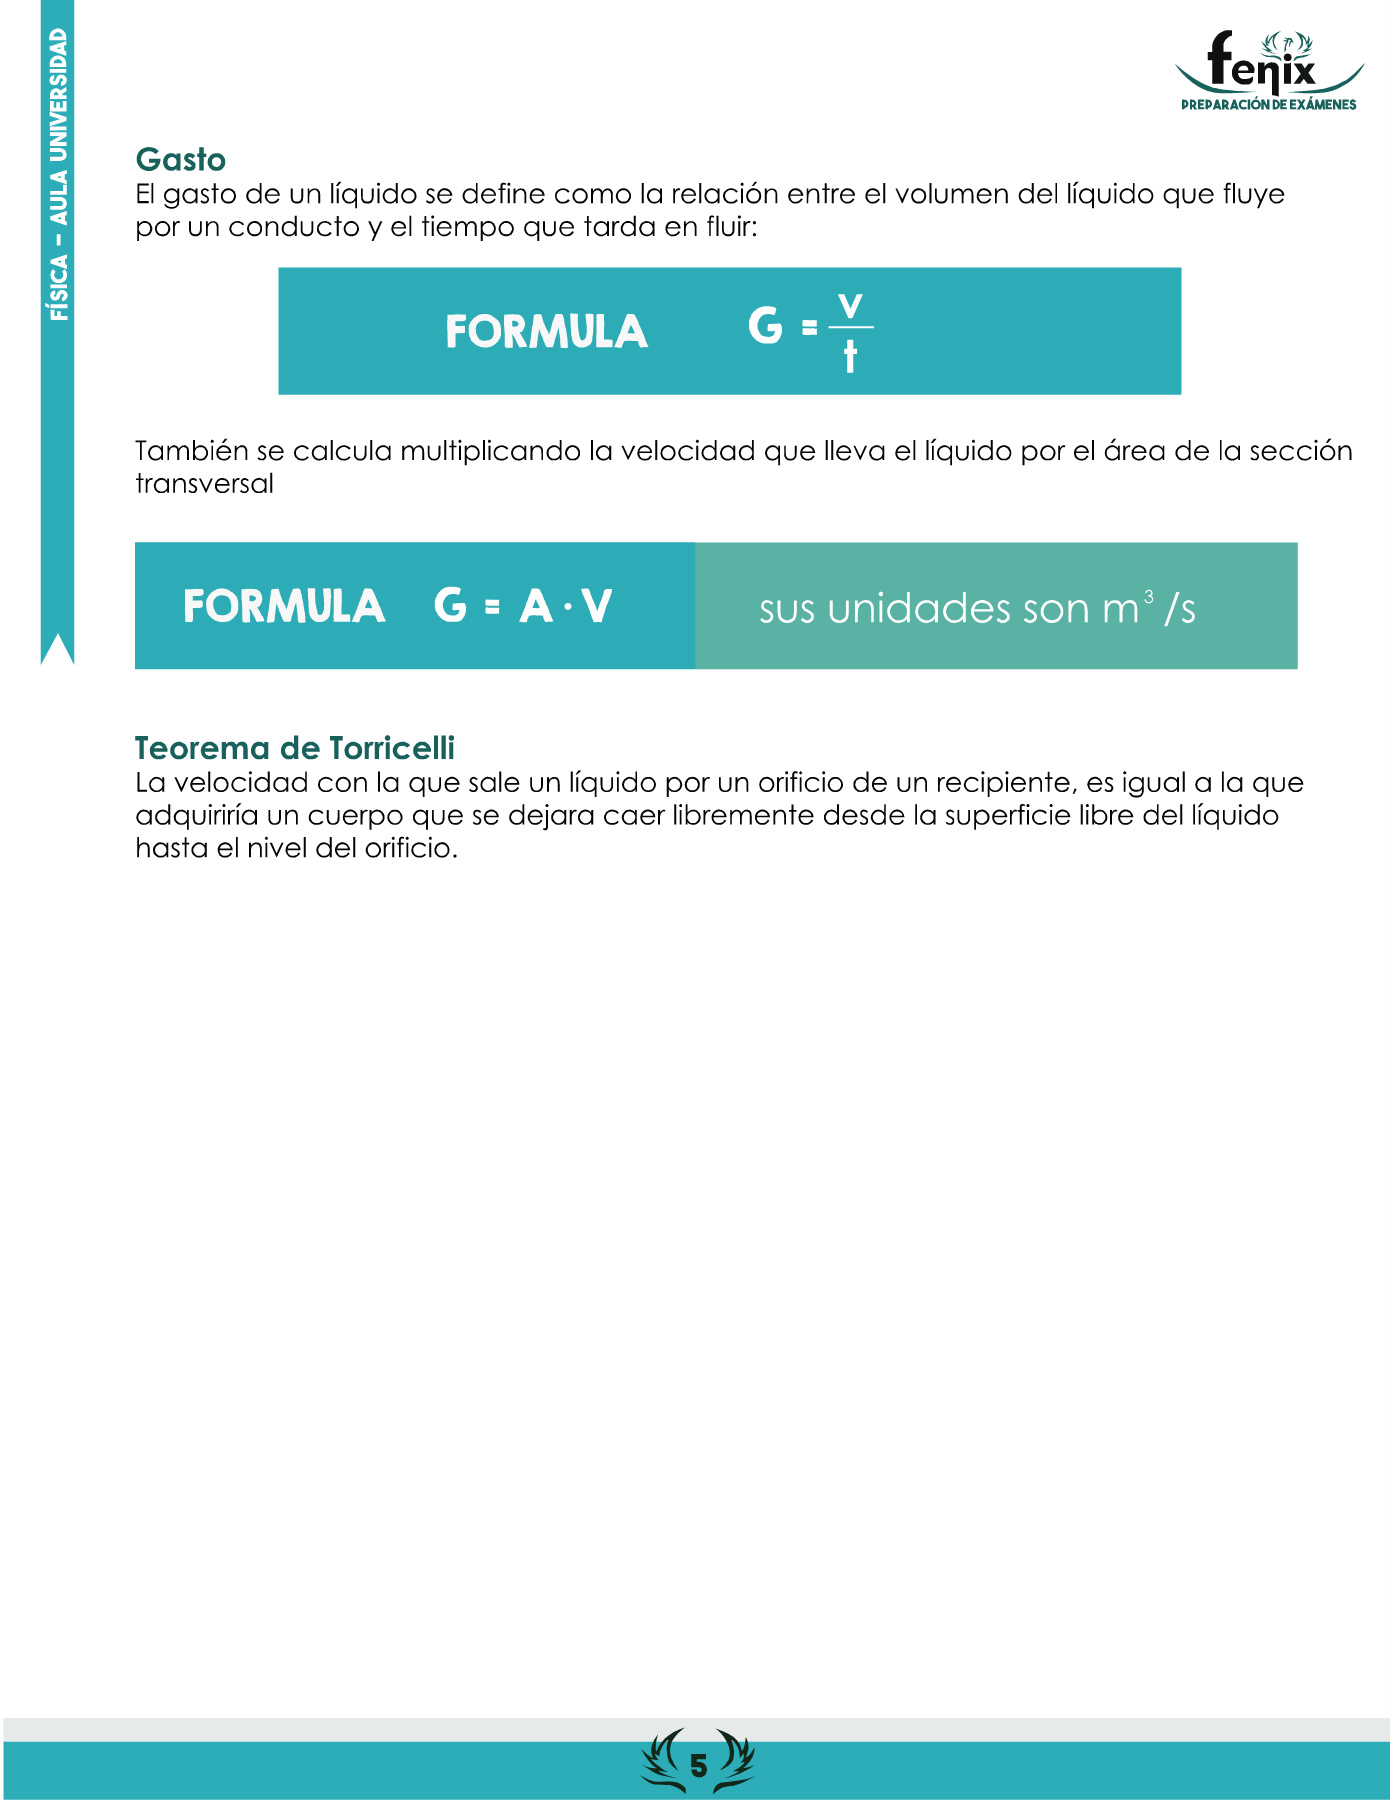 FÍSICA - AULA UNIVERSIDAD
fenix
PREPARACIÓN DE EXÁMENES
Gasto
El gasto de un líquido se define como la relación entre el volumen del líquido que fluye
por un conducto y el tiempo que tarda en fluir:
FORMULA G = v/t
También se calcula multiplicando la velocidad que lleva el líquido por el área de la sección
transversal
FORMULA G = A · V sus unidades son m³/s
Teorema de Torricelli
La velocidad con la que sale un líquido por un orificio de un recipiente, es igual a la que
adquiriría un cuerpo que se dejara caer libremente desde la superficie libre del líquido
hasta el nivel del orificio.
5